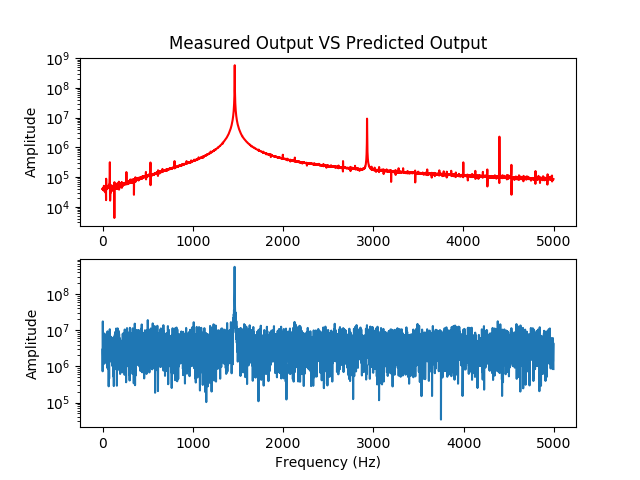 Measured Output VS Predicted Output
Amplitude
10⁹
10⁸
10⁷
10⁶
10⁵
10⁴
0 1000 2000 3000 4000 5000
Amplitude
10⁸
10⁷
10⁶
10⁵
0 1000 2000 3000 4000 5000
Frequency (Hz)